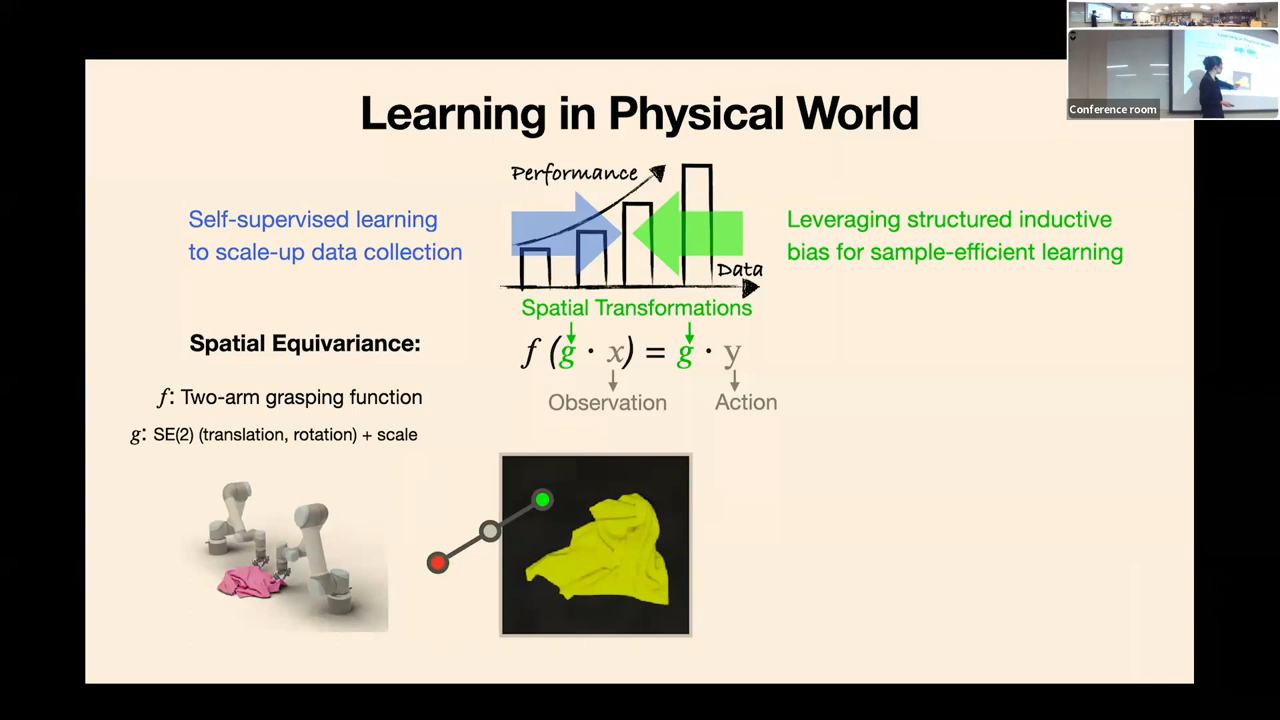 Learning in Physical World
Performance
Self-supervised learning
to scale-up data collection
Leveraging structured inductive
bias for sample-efficient learning
Data
Spatial Transformations
Spatial Equivariance:
f (g · x) = g · y
Observation
Action
f: Two-arm grasping function
g: SE(2) (translation, rotation) + scale
Conference room